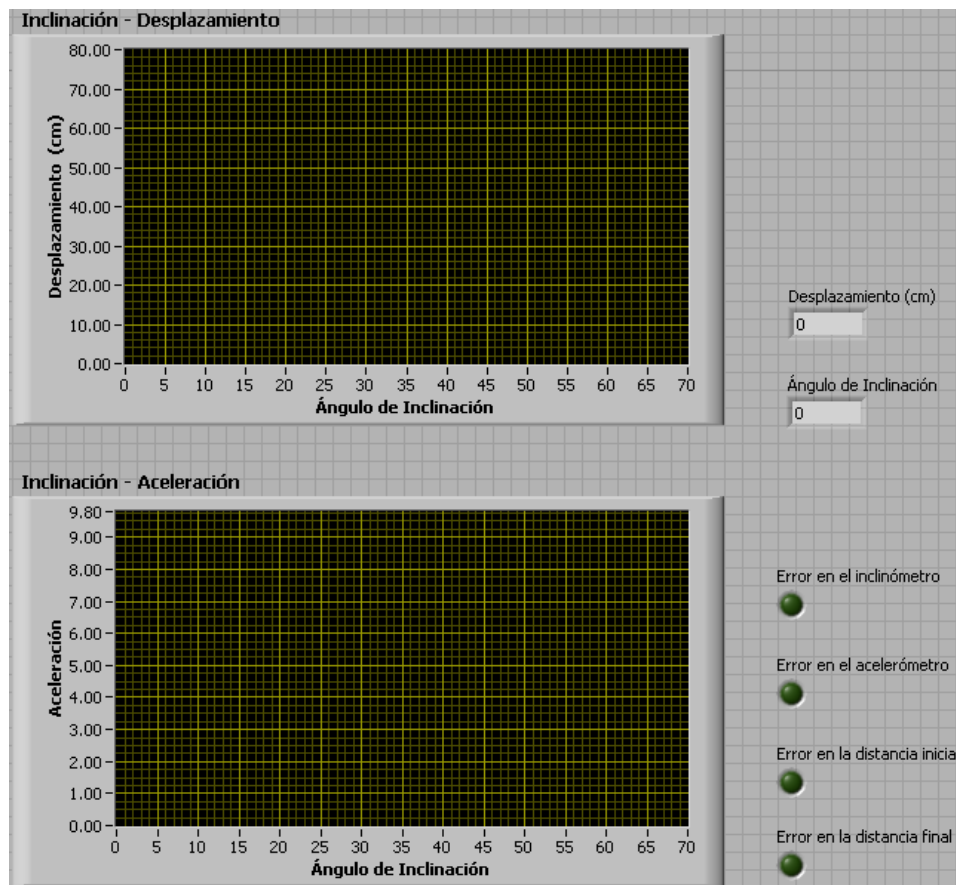 Inclinación - Desplazamiento
80.00
70.00
60.00
50.00
40.00
30.00
20.00
10.00
0.00
Desplazamiento (cm)
0 5 10 15 20 25 30 35 40 45 50 55 60 65 70
Ángulo de Inclinación
Desplazamiento (cm)
0
Ángulo de Inclinación
0
Inclinación - Aceleración
9.80
9.00
8.00
7.00
6.00
5.00
4.00
3.00
2.00
1.00
0.00
Aceleración
0 5 10 15 20 25 30 35 40 45 50 55 60 65 70
Ángulo de Inclinación
Error en el inclinómetro
Error en el acelerómetro
Error en la distancia inicia
Error en la distancia final